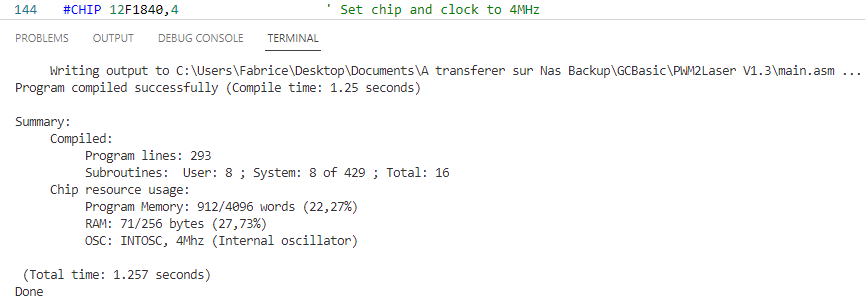 144 #CHIP 12F1840,4 ' Set chip and clock to 4MHz
PROBLEMS OUTPUT DEBUG CONSOLE TERMINAL
Writing output to C:\Users\Fabrice\Desktop\Documents\A transferer sur Nas Backup\GCBasic\PWM2Laser V1.3\main.asm ...
Program compiled successfully (Compile time: 1.25 seconds)
Summary:
Compiled:
Program lines: 293
Subroutines: User: 8 ; System: 8 of 429 ; Total: 16
Chip resource usage:
Program Memory: 912/4096 words (22,27%)
RAM: 71/256 bytes (27,73%)
OSC: INTOSC, 4Mhz (Internal oscillator)
(Total time: 1.257 seconds)
Done